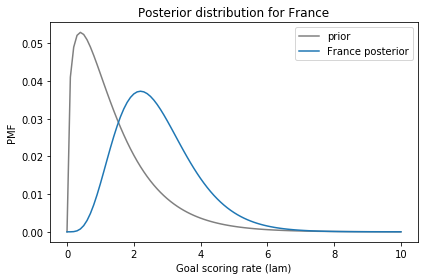 Posterior distribution for France
prior
France posterior
PMF
0.05
0.04
0.03
0.02
0.01
0.00
0
2
4
6
8
10
Goal scoring rate (lam)